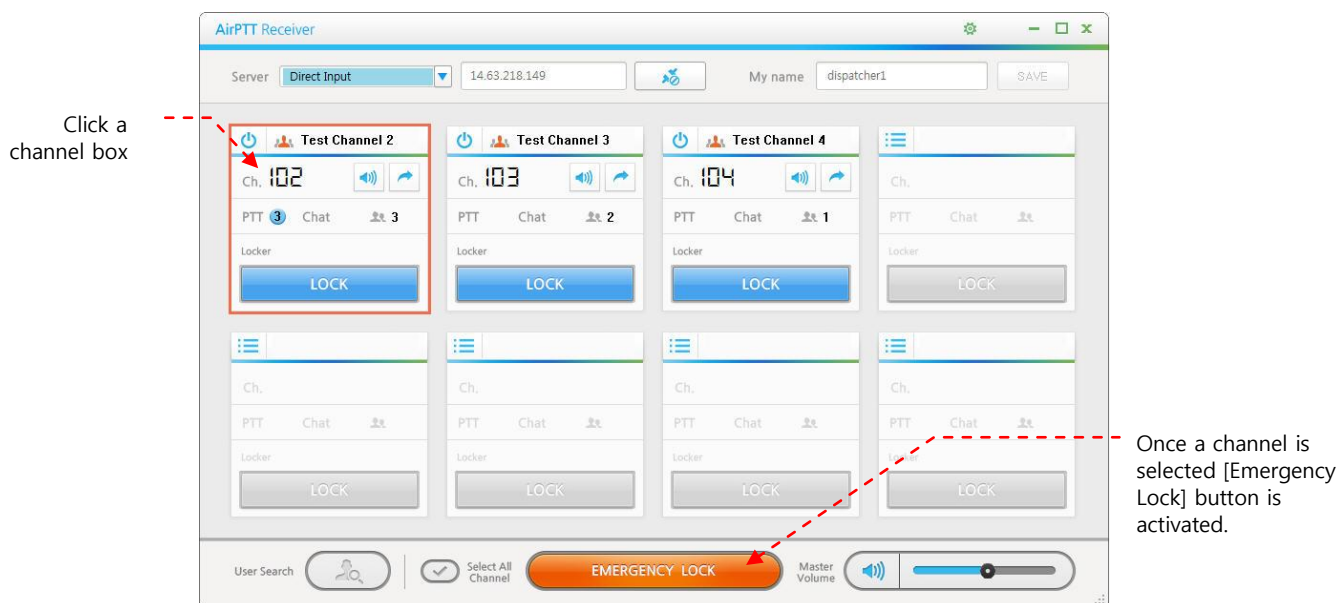 AirPTT Receiver
Server Direct Input 14.63.218.149 My name dispatcher1 SAVE
Click a
channel box
Test Channel 2 Test Channel 3 Test Channel 4
Ch. 102 Ch. 103 Ch. 104 Ch.
PTT 3 Chat 3 PTT Chat 2 PTT Chat 1 PTT Chat
Locker Locker Locker Locker
LOCK LOCK LOCK LOCK
Ch. Ch. Ch. Ch.
PTT Chat PTT Chat PTT Chat PTT Chat
Locker Locker Locker Locker
LOCK LOCK LOCK LOCK
Once a channel is
selected [Emergency
Lock] button is
activated.
User Search
Select All
Channel
EMERGENCY LOCK
Master
Volume